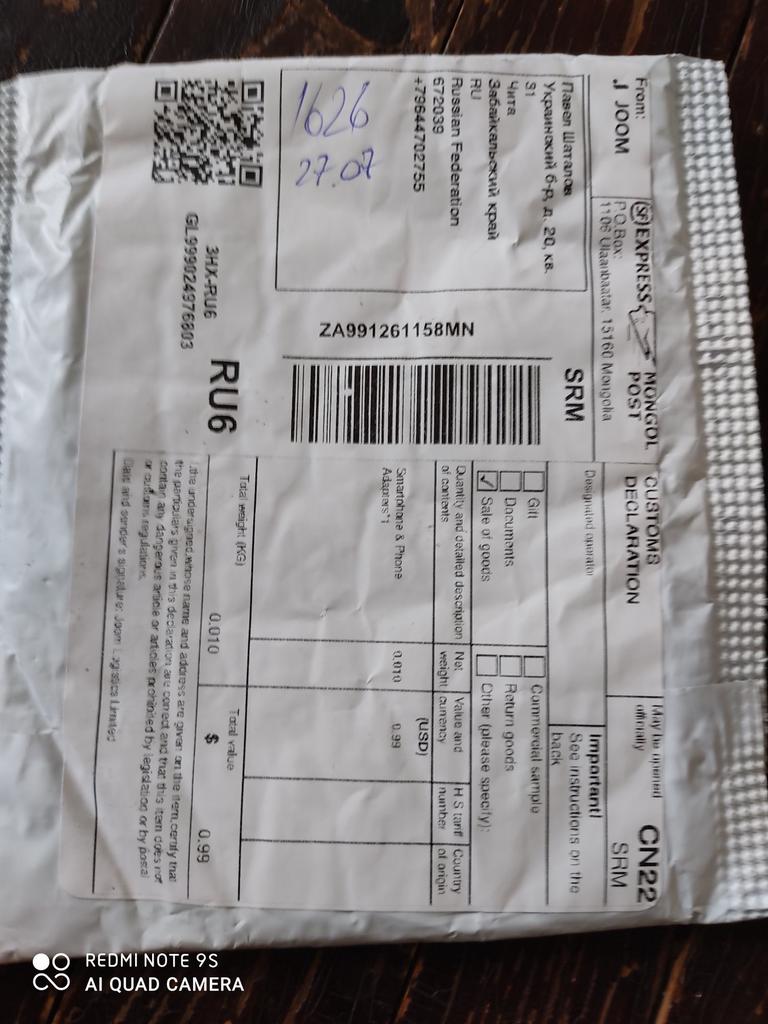 From:
J JOOM
SF EXPRESS MONGOL POST
P.O.Box:
1106 Ulaanbaatar, 15160 Mongolia
Павел Шаталов
Украинский б-р, д. 20, кв.
31
Чита
Забайкальский край
RU
Russian Federation
672039
+79644702755
1626
27.07
SRM
ZA991261158MN
3HX-RU6
GL999024976803
RU6
CUSTOMS
DECLARATION
May be opened
officially
CN22
SRM
Designated operator
Important!
See instructions on the
back
Gift
Commercial sample
Documents
Return goods
✓ Sale of goods
Other (please specify):
Quantity and detailed description
of contents
Net
weight
Value and
currency
(USD)
H S tariff
number
Country
of origin
Smartphone & Phone
Adapters*1
0.010
0.99
Total weight (KG)
0.010
Total value
$ 0.99
I,the undersigned,whose name and address are given on the item,certify that
the particulars given in this declaration are correct and that this item does not
contain any dangerous article or articles prohibited by legislation or by postal
or customs regulations.
Date and sender's signature: Joom Logistics Limited
REDMI NOTE 9S
AI QUAD CAMERA